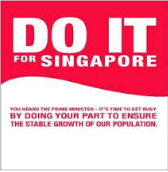 DO IT
FOR SINGAPORE
YOU HEARD THE PRIME MINISTER - IT'S TIME TO GET BUSY
BY DOING YOUR PART TO ENSURE
THE STABLE GROWTH OF OUR POPULATION.